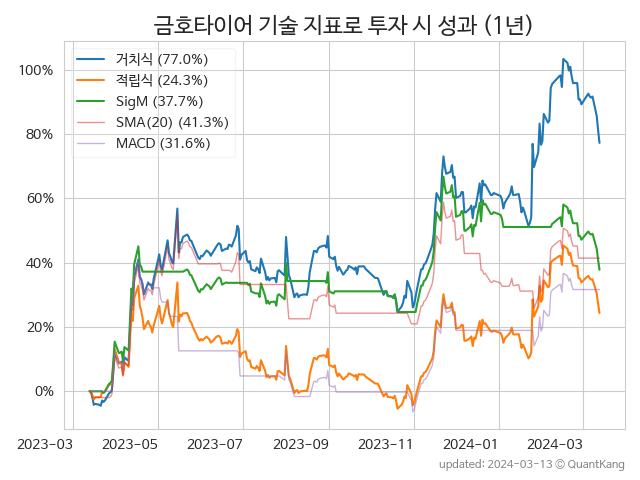 금호타이어 기술 지표로 투자 시 성과 (1년)
거치식 (77.0%)
적립식 (24.3%)
SigM (37.7%)
SMA(20) (41.3%)
MACD (31.6%)
100%
80%
60%
40%
20%
0%
2023-03 2023-05 2023-07 2023-09 2023-11 2024-01 2024-03
updated: 2024-03-13 ⓒ QuantKang